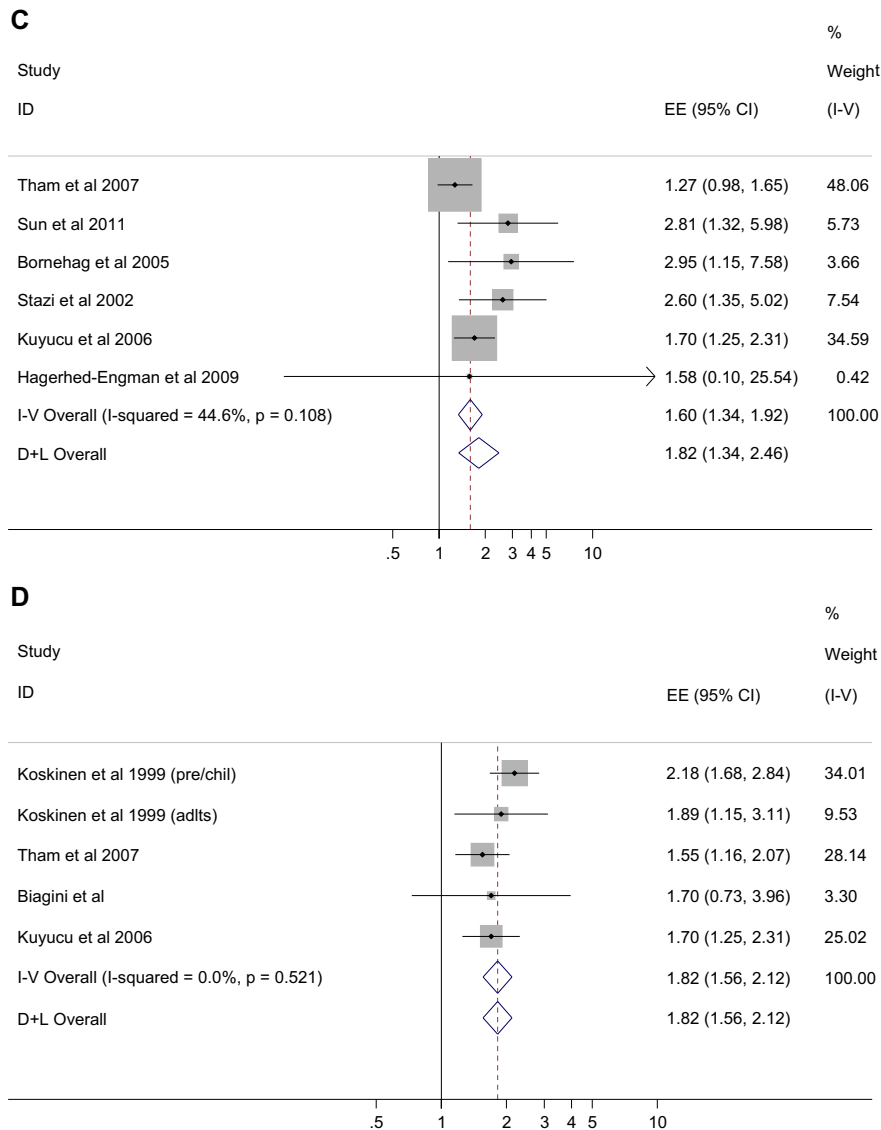 C
%
Study Weight
ID EE (95% CI) (I-V)
Tham et al 2007 1.27 (0.98, 1.65) 48.06
Sun et al 2011 2.81 (1.32, 5.98) 5.73
Bornehag et al 2005 2.95 (1.15, 7.58) 3.66
Stazi et al 2002 2.60 (1.35, 5.02) 7.54
Kuyucu et al 2006 1.70 (1.25, 2.31) 34.59
Hagerhed-Engman et al 2009 1.58 (0.10, 25.54) 0.42
I-V Overall (I-squared = 44.6%, p = 0.108) 1.60 (1.34, 1.92) 100.00
D+L Overall 1.82 (1.34, 2.46)
.5 1 2 3 4 5 10
D
%
Study Weight
ID EE (95% CI) (I-V)
Koskinen et al 1999 (pre/chil) 2.18 (1.68, 2.84) 34.01
Koskinen et al 1999 (adlts) 1.89 (1.15, 3.11) 9.53
Tham et al 2007 1.55 (1.16, 2.07) 28.14
Biagini et al 1.70 (0.73, 3.96) 3.30
Kuyucu et al 2006 1.70 (1.25, 2.31) 25.02
I-V Overall (I-squared = 0.0%, p = 0.521) 1.82 (1.56, 2.12) 100.00
D+L Overall 1.82 (1.56, 2.12)
.5 1 2 3 4 5 10